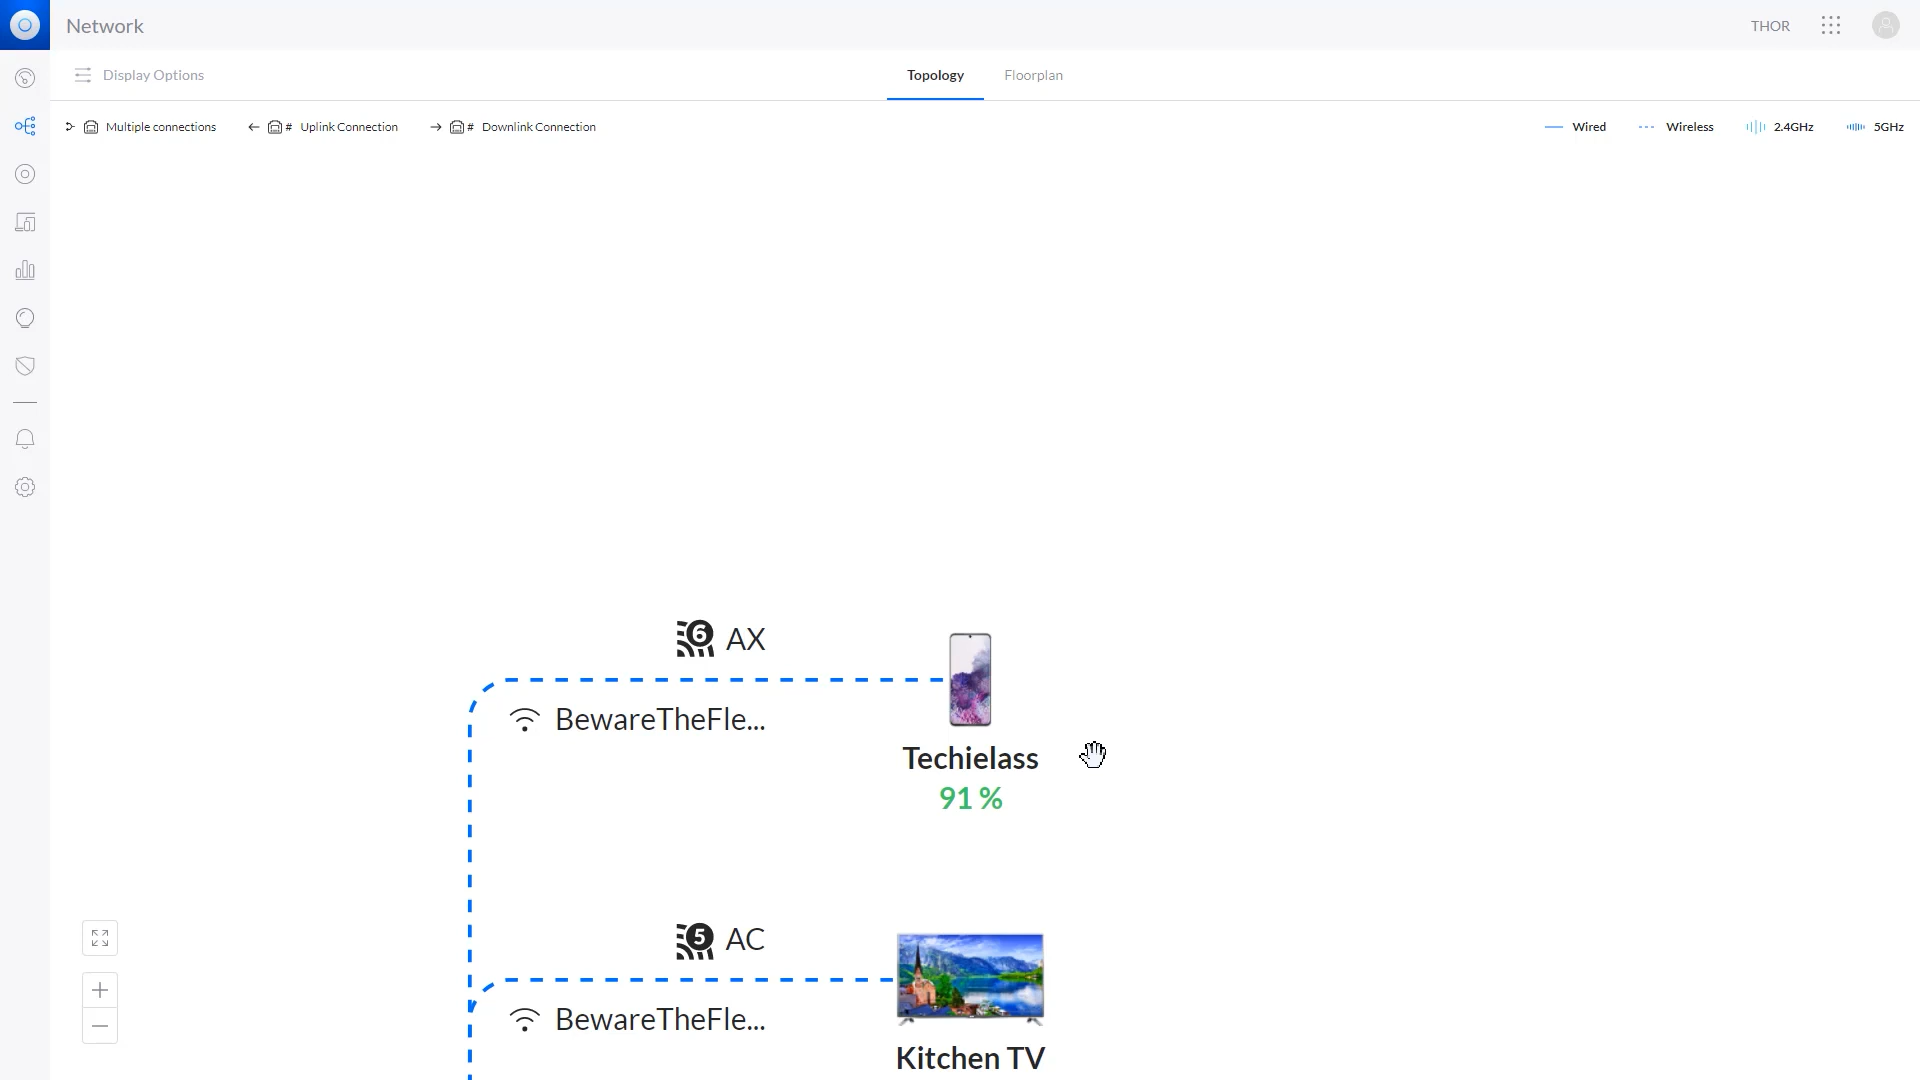 Network
THOR
Display Options
Topology
Floorplan
Multiple connections
# Uplink Connection
# Downlink Connection
Wired
Wireless
2.4GHz
5GHz
6 AX
BewareTheFle...
Techielass
91 %
5 AC
BewareTheFle...
Kitchen TV